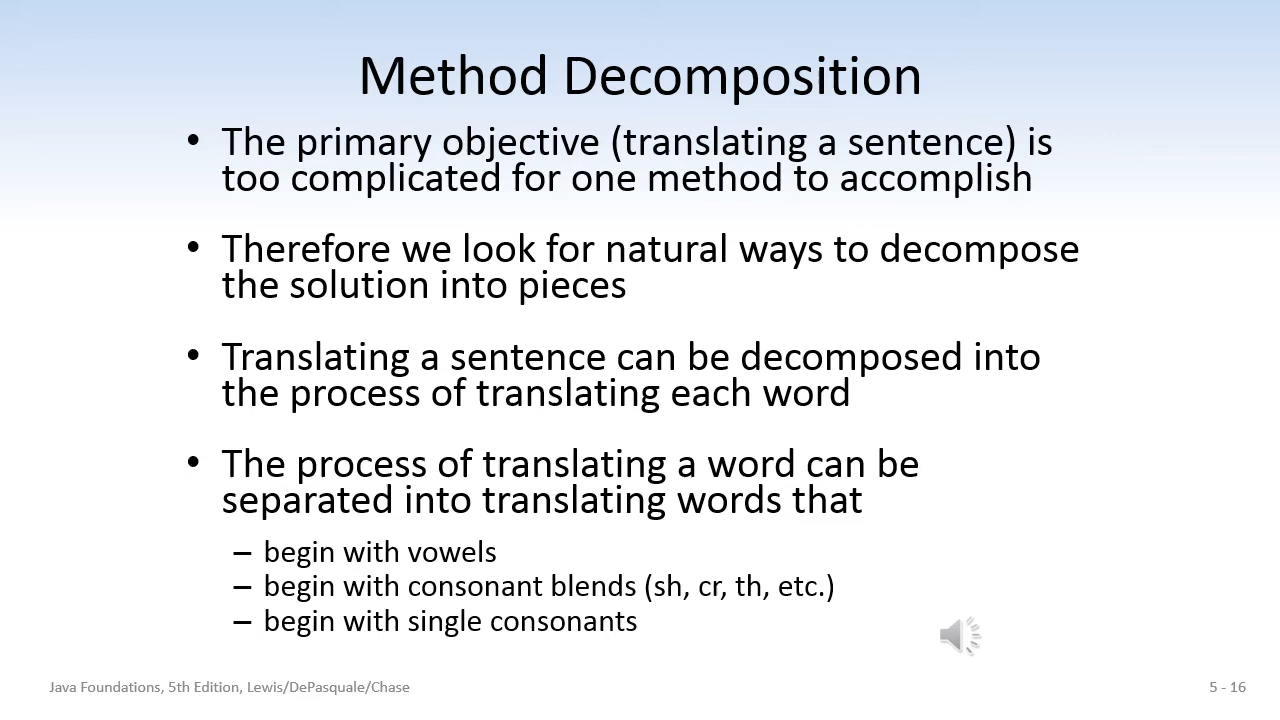 Method Decomposition
• The primary objective (translating a sentence) is
too complicated for one method to accomplish
• Therefore we look for natural ways to decompose
the solution into pieces
• Translating a sentence can be decomposed into
the process of translating each word
• The process of translating a word can be
separated into translating words that
– begin with vowels
– begin with consonant blends (sh, cr, th, etc.)
– begin with single consonants
Java Foundations, 5th Edition, Lewis/DePasquale/Chase
5 - 16